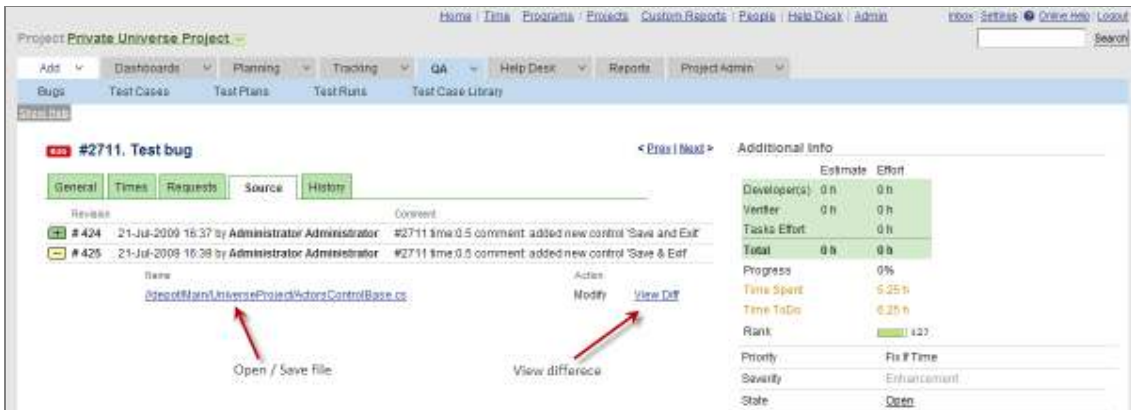 Home Time Programs / Projects Custom Reports People Help Desk Admin
Inbox Settings Online Help Logout
Project Private Universe Project
Search
Add Dashboards Planning Tracking QA Help Desk Reports Project Admin
Bugs Test Cases Test Plans Test Runs Test Case Library
#2711. Test bug
< Prev | Next >
General Times Requests Source History
Revision Comment
# 424 21-Jul-2009 16:37 by Administrator Administrator #2711 time:0.5 comment: added new control 'Save and Exit'
# 425 21-Jul-2009 16:38 by Administrator Administrator #2711 time:0.5 comment: added new control 'Save & Exit'
Name Action
//depot/Main/UniverseProject/ActorsControlBase.cs Modify View Diff
Open / Save file
View differece
Additional Info
Estimate Effort
Developer(s) 0 h 0 h
Verifier 0 h 0 h
Tasks Effort 0 h
Total 0 h 0 h
Progress 0%
Time Spent 5.25 h
Time ToDo 6.25 h
Rank
Priority Fix If Time
Severity Enhancement
State Open